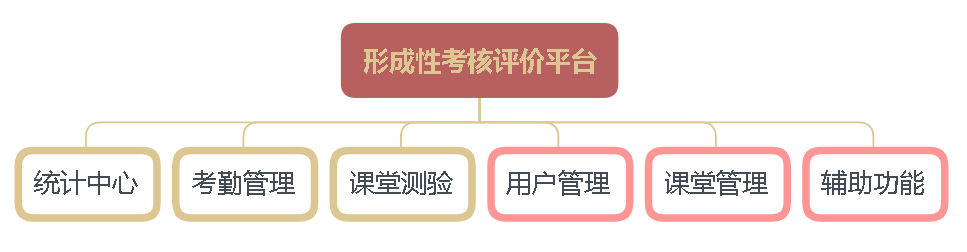 形成性考核评价平台
统计中心
考勤管理
课堂测验
用户管理
课堂管理
辅助功能